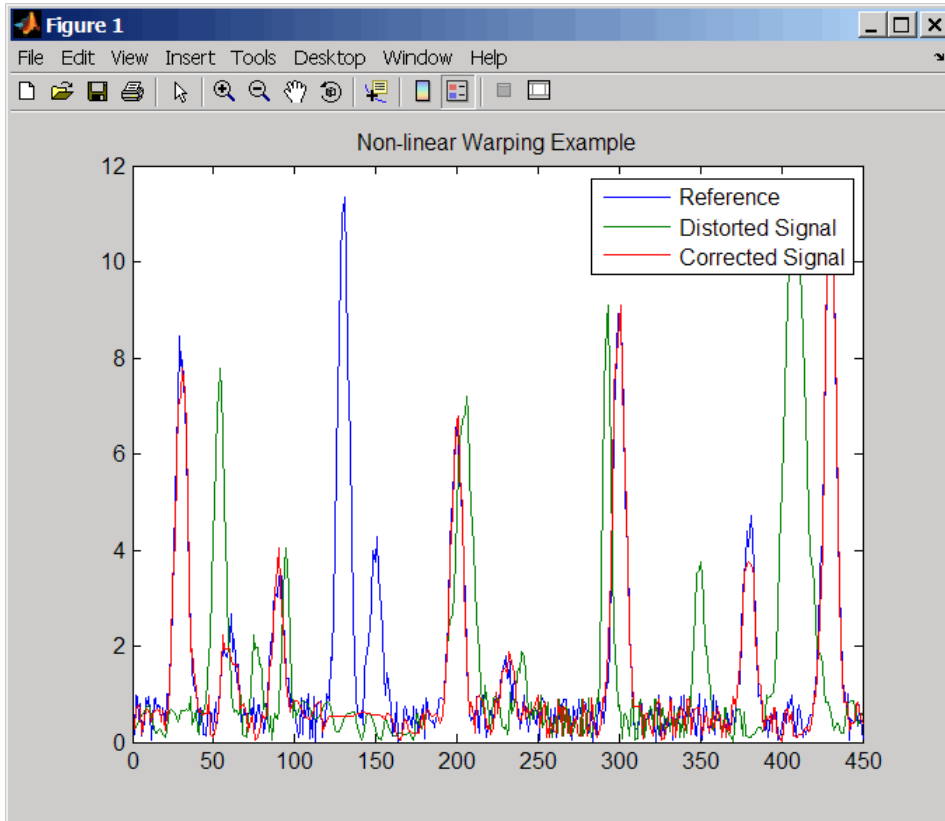 Figure 1
File Edit View Insert Tools Desktop Window Help
Non-linear Warping Example
12
10
8
6
4
2
0
Reference
Distorted Signal
Corrected Signal
0 50 100 150 200 250 300 350 400 450